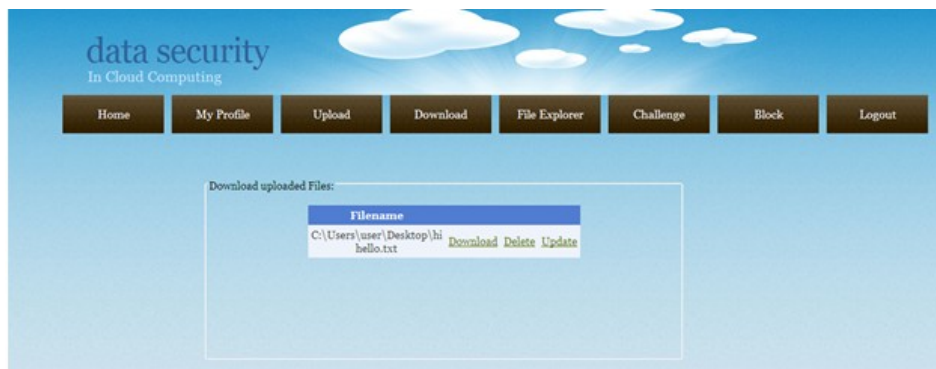 data security
In Cloud Computing
Home My Profile Upload Download File Explorer Challenge Block Logout
Download uploaded Files:
Filename
C:\Users\user\Desktop\hi
hello.txt
Download Delete Update